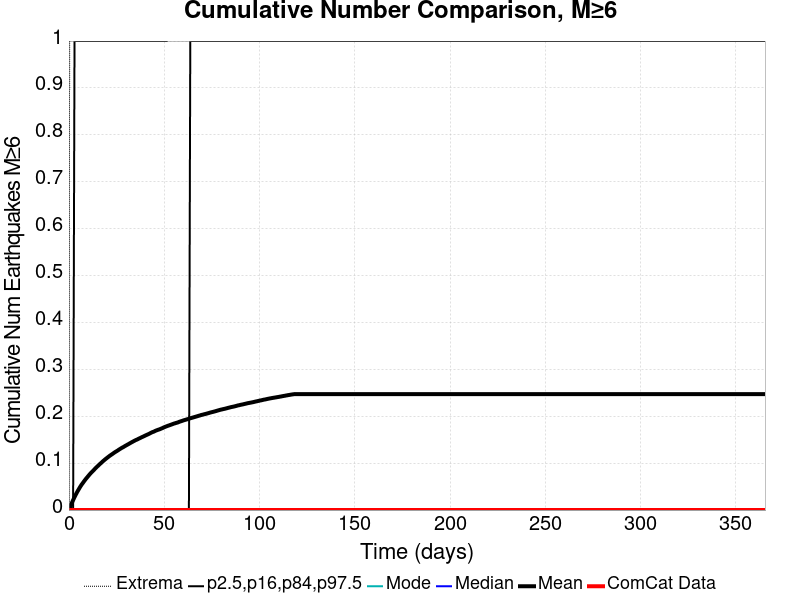 Cumulative Number Comparison, M≥6
Cumulative Num Earthquakes M≥6
1
0.9
0.8
0.7
0.6
0.5
0.4
0.3
0.2
0.1
0
0 50 100 150 200 250 300 350
Time (days)
Extrema p2.5,p16,p84,p97.5 Mode Median Mean ComCat Data